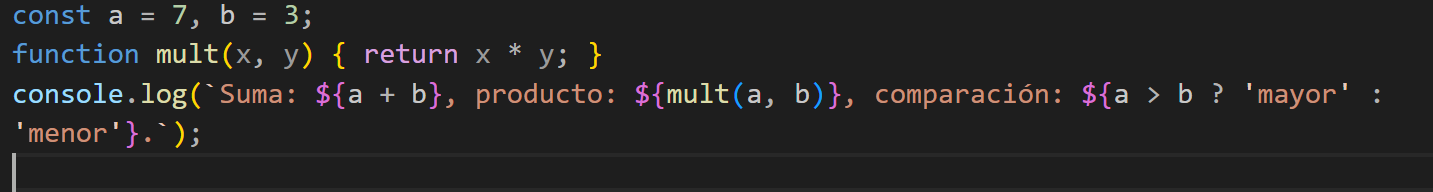 const a = 7, b = 3;
function mult(x, y) { return x * y; }
console.log(`Suma: ${a + b}, producto: ${mult(a, b)}, comparación: ${a > b ? 'mayor' :
'menor'}.`);